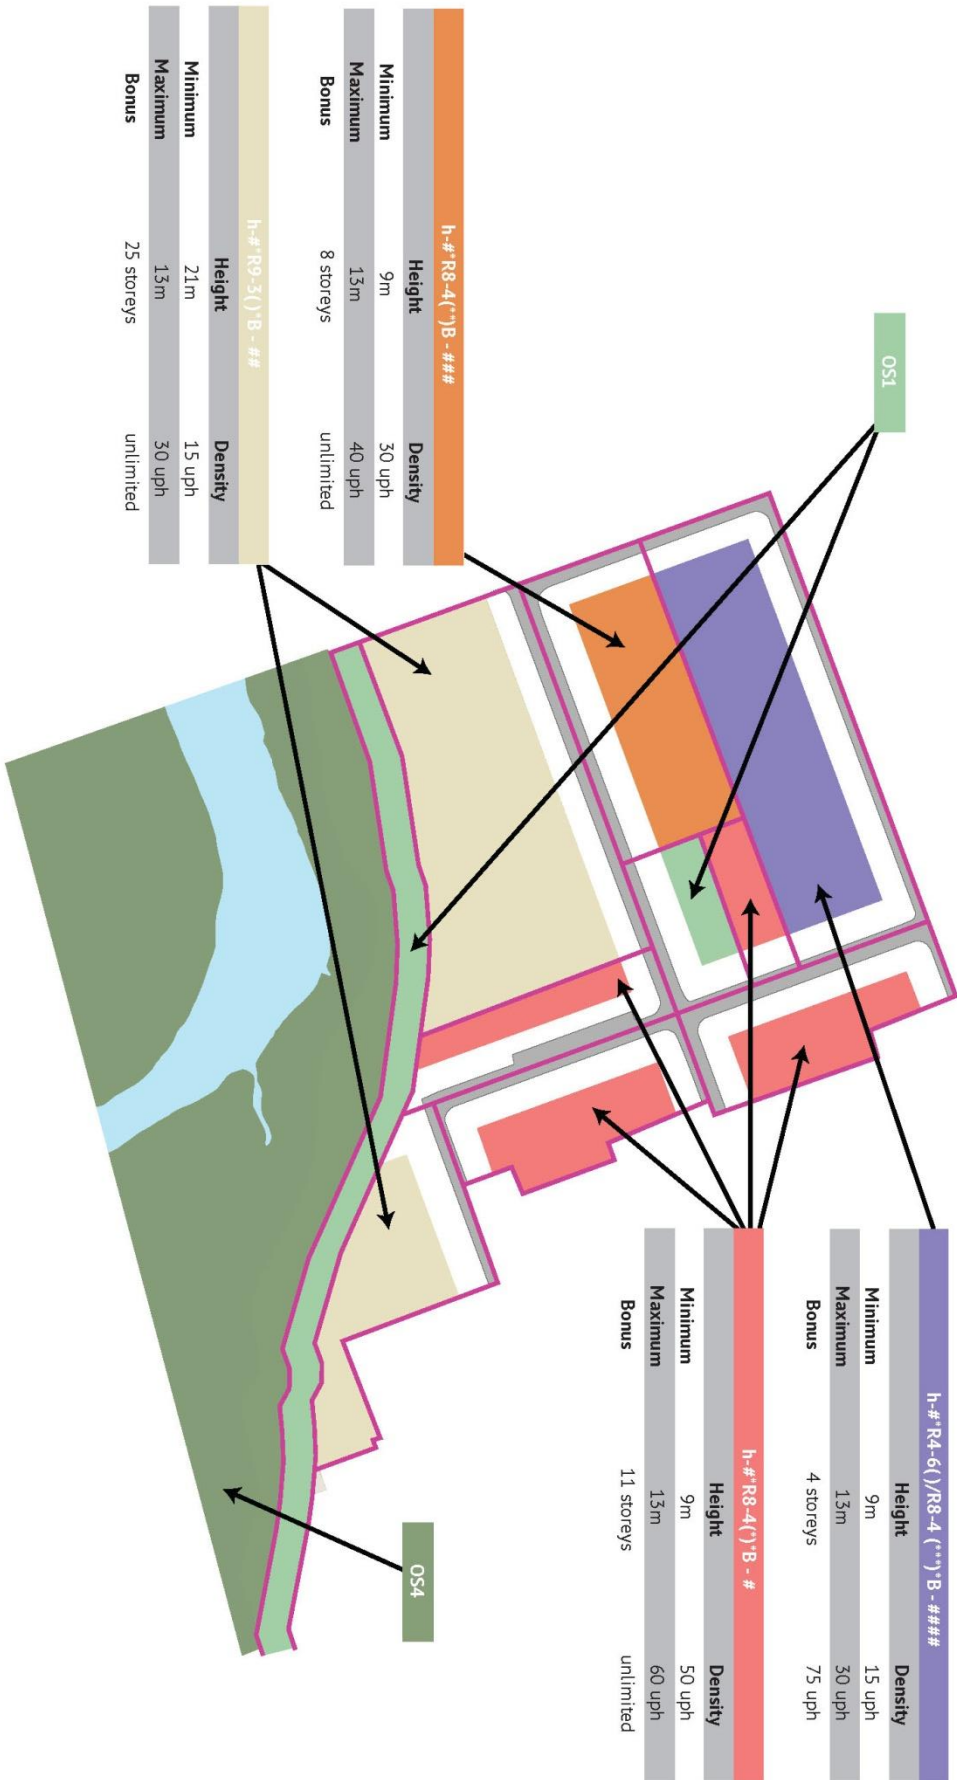 h-#*R4-6()/R8-4 (***)*B - ####
Height Density
Minimum 9m 15 uph
Maximum 13m 30 uph
Bonus 4 storeys 75 uph
OS1
h-#*R8-4(*)*B - #
Height Density
Minimum 9m 50 uph
Maximum 13m 60 uph
Bonus 11 storeys unlimited
h-#*R8-4(**)B - ###
Height Density
Minimum 9m 30 uph
Maximum 13m 40 uph
Bonus 8 storeys unlimited
OS4
h-#*R9-3()*B - ##
Height Density
Minimum 21m 15 uph
Maximum 13m 30 uph
Bonus 25 storeys unlimited